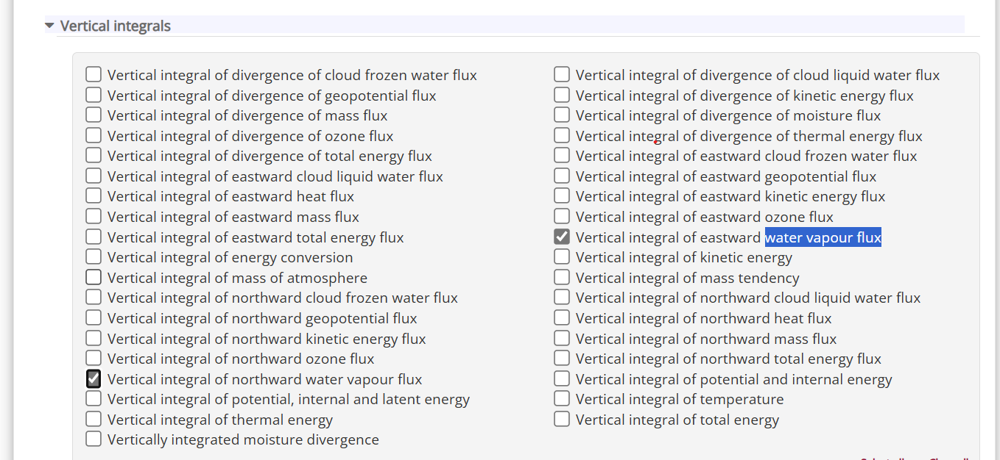 Vertical integrals
Vertical integral of divergence of cloud frozen water flux
Vertical integral of divergence of cloud liquid water flux
Vertical integral of divergence of geopotential flux
Vertical integral of divergence of kinetic energy flux
Vertical integral of divergence of mass flux
Vertical integral of divergence of moisture flux
Vertical integral of divergence of ozone flux
Vertical integral of divergence of thermal energy flux
Vertical integral of divergence of total energy flux
Vertical integral of eastward cloud frozen water flux
Vertical integral of eastward cloud liquid water flux
Vertical integral of eastward geopotential flux
Vertical integral of eastward heat flux
Vertical integral of eastward kinetic energy flux
Vertical integral of eastward mass flux
Vertical integral of eastward ozone flux
Vertical integral of eastward total energy flux
Vertical integral of eastward water vapour flux
Vertical integral of energy conversion
Vertical integral of kinetic energy
Vertical integral of mass of atmosphere
Vertical integral of mass tendency
Vertical integral of northward cloud frozen water flux
Vertical integral of northward cloud liquid water flux
Vertical integral of northward geopotential flux
Vertical integral of northward heat flux
Vertical integral of northward kinetic energy flux
Vertical integral of northward mass flux
Vertical integral of northward ozone flux
Vertical integral of northward total energy flux
Vertical integral of northward water vapour flux
Vertical integral of potential and internal energy
Vertical integral of potential, internal and latent energy
Vertical integral of temperature
Vertical integral of thermal energy
Vertical integral of total energy
Vertically integrated moisture divergence